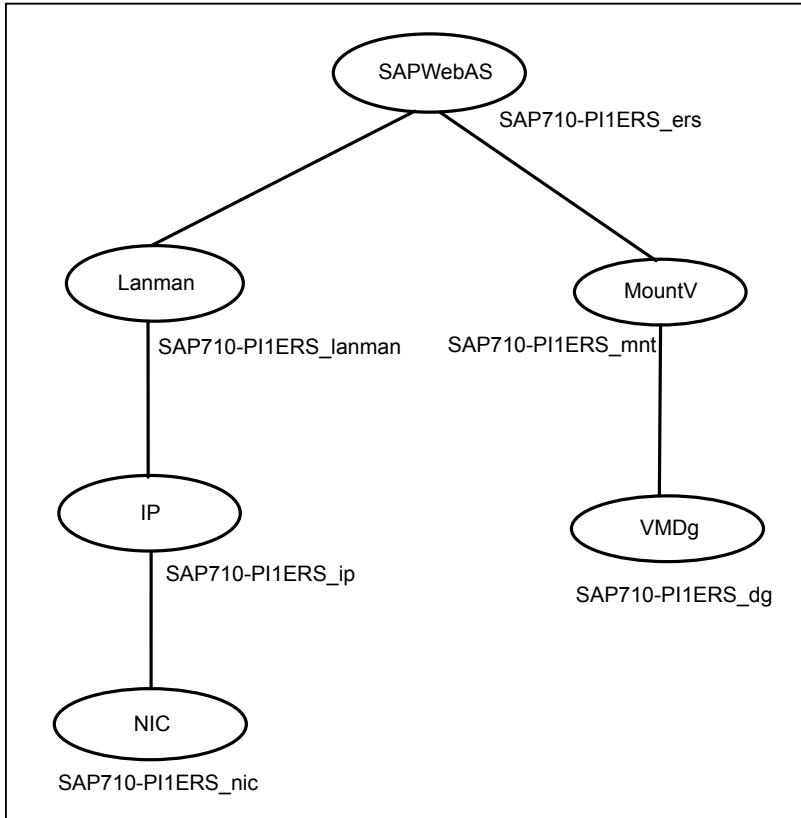 SAPWebAS
SAP710-PI1ERS_ers
Lanman
MountV
SAP710-PI1ERS_lanman
SAP710-PI1ERS_mnt
IP
VMDg
SAP710-PI1ERS_ip
SAP710-PI1ERS_dg
NIC
SAP710-PI1ERS_nic